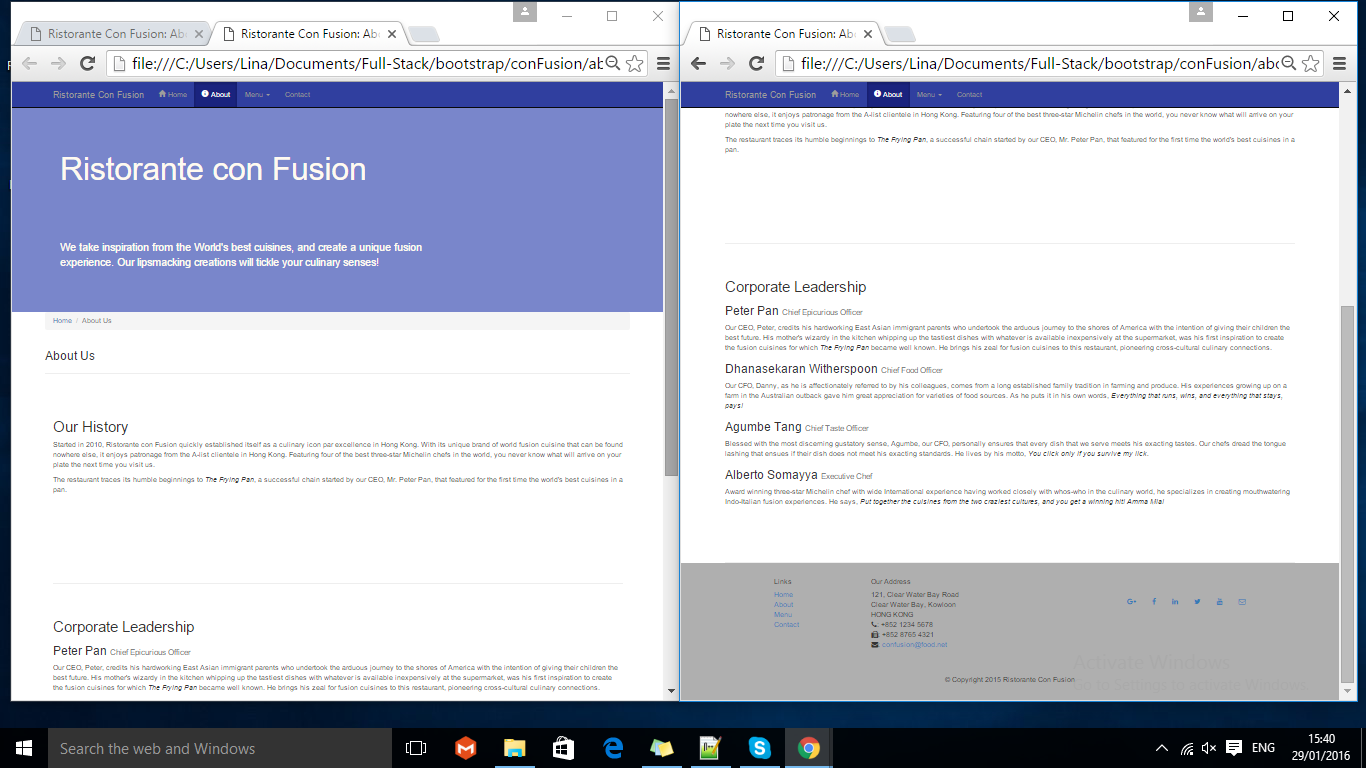 Ristorante Con Fusion: Abo
Ristorante Con Fusion: Abo
file:///C:/Users/Lina/Documents/Full-Stack/bootstrap/conFusion/ab
Ristorante Con Fusion Home About Menu Contact
Ristorante con Fusion
We take inspiration from the World's best cuisines, and create a unique fusion
experience. Our lipsmacking creations will tickle your culinary senses!
Home / About Us
About Us
Our History
Started in 2010, Ristorante con Fusion quickly established itself as a culinary icon par excellence in Hong Kong. With its unique brand of world fusion cuisine that can be found
nowhere else, it enjoys patronage from the A-list clientele in Hong Kong. Featuring four of the best three-star Michelin chefs in the world, you never know what will arrive on your
plate the next time you visit us.
The restaurant traces its humble beginnings to The Frying Pan, a successful chain started by our CEO, Mr. Peter Pan, that featured for the first time the world's best cuisines in a
pan.
Corporate Leadership
Peter Pan Chief Epicurious Officer
Our CEO, Peter, credits his hardworking East Asian immigrant parents who undertook the arduous journey to the shores of America with the intention of giving their children the
best future. His mother's wizardy in the kitchen whipping up the tastiest dishes with whatever is available inexpensively at the supermarket, was his first inspiration to create
the fusion cuisines for which The Frying Pan became well known. He brings his zeal for fusion cuisines to this restaurant, pioneering cross-cultural culinary connections.
Ristorante Con Fusion: Abo
file:///C:/Users/Lina/Documents/Full-Stack/bootstrap/conFusion/abo
Ristorante Con Fusion Home About Menu Contact
nowhere else, it enjoys patronage from the A-list clientele in Hong Kong. Featuring four of the best three-star Michelin chefs in the world, you never know what will arrive on your
plate the next time you visit us.
The restaurant traces its humble beginnings to The Frying Pan, a successful chain started by our CEO, Mr. Peter Pan, that featured for the first time the world's best cuisines in a
pan.
Corporate Leadership
Peter Pan Chief Epicurious Officer
Our CEO, Peter, credits his hardworking East Asian immigrant parents who undertook the arduous journey to the shores of America with the intention of giving their children the
best future. His mother's wizardy in the kitchen whipping up the tastiest dishes with whatever is available inexpensively at the supermarket, was his first inspiration to create
the fusion cuisines for which The Frying Pan became well known. He brings his zeal for fusion cuisines to this restaurant, pioneering cross-cultural culinary connections.
Dhanasekaran Witherspoon Chief Food Officer
Our CFO, Danny, as he is affectionately referred to by his colleagues, comes from a long established family tradition in farming and produce. His experiences growing up on a
farm in the Australian outback gave him great appreciation for varieties of food sources. As he puts it in his own words, Everything that runs, wins, and everything that stays,
pays!
Agumbe Tang Chief Taste Officer
Blessed with the most discerning gustatory sense, Agumbe, our CFO, personally ensures that every dish that we serve meets his exacting tastes. Our chefs dread the tongue
lashing that ensues if their dish does not meet his exacting standards. He lives by his motto, You click only if you survive my lick.
Alberto Somayya Executive Chef
Award winning three-star Michelin chef with wide International experience having worked closely with whos-who in the culinary world, he specializes in creating mouthwatering
Indo-Italian fusion experiences. He says, Put together the cuisines from the two craziest cultures, and you get a winning hit! Amma Mia!
Links
Home
About
Menu
Contact
Our Address
121, Clear Water Bay Road
Clear Water Bay, Kowloon
HONG KONG
: +852 1234 5678
: +852 8765 4321
: confusion@food.net
© Copyright 2015 Ristorante Con Fusion
Activate Windows
Go to Settings to activate Windows.
Search the web and Windows
ENG
15:40
29/01/2016